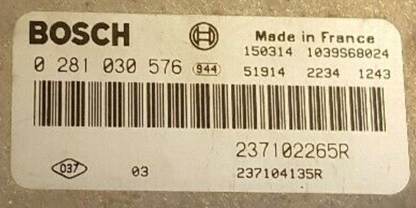 BOSCH Made in France
150314 1039S68024
0 281 030 576 944 51914 2234 1243
237102265R
037 03 237104135R